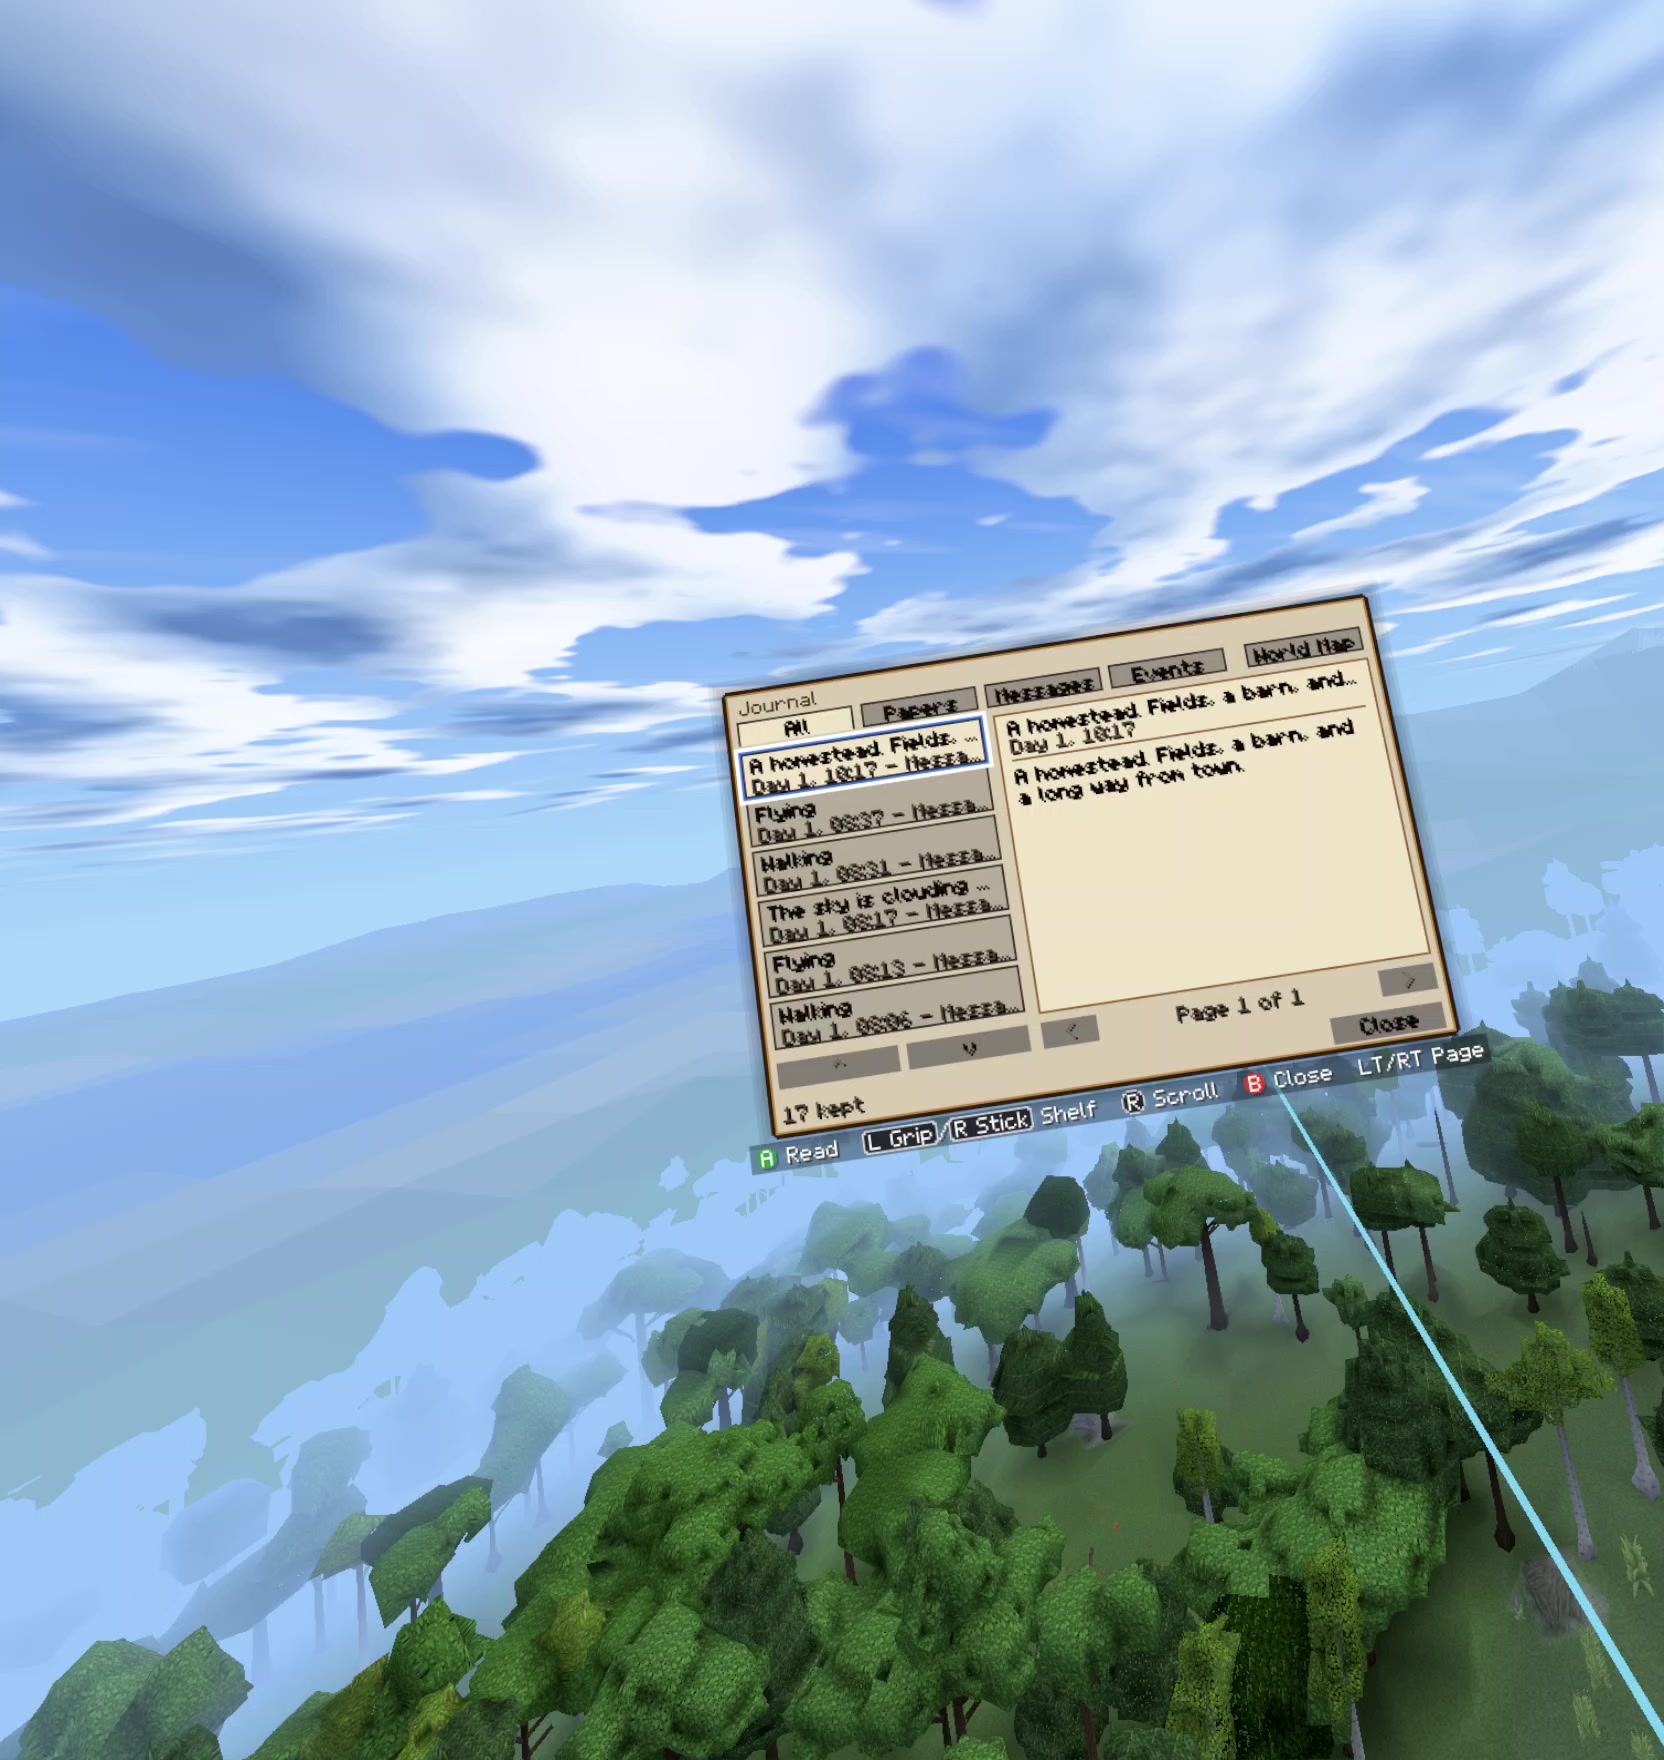 Journal
All
Papers
Messages
Events
World Map
A homestead. Fields. ...
Day 1. 10:17 - Messa...
Flying
Day 1. 08:37 - Messa...
Walking
Day 1. 08:31 - Messa...
The sky is clouding ...
Day 1. 08:17 - Messa...
Flying
Day 1. 08:13 - Messa...
Walking
Day 1. 08:06 - Messa...
17 kept
A homestead. Fields, a barn, and...
Day 1. 10:17
A homestead. Fields, a barn, and
a long way from town.
< Page 1 of 1 >
Close
A Read L Grip/R Stick Shelf R Scroll B Close LT/RT Page